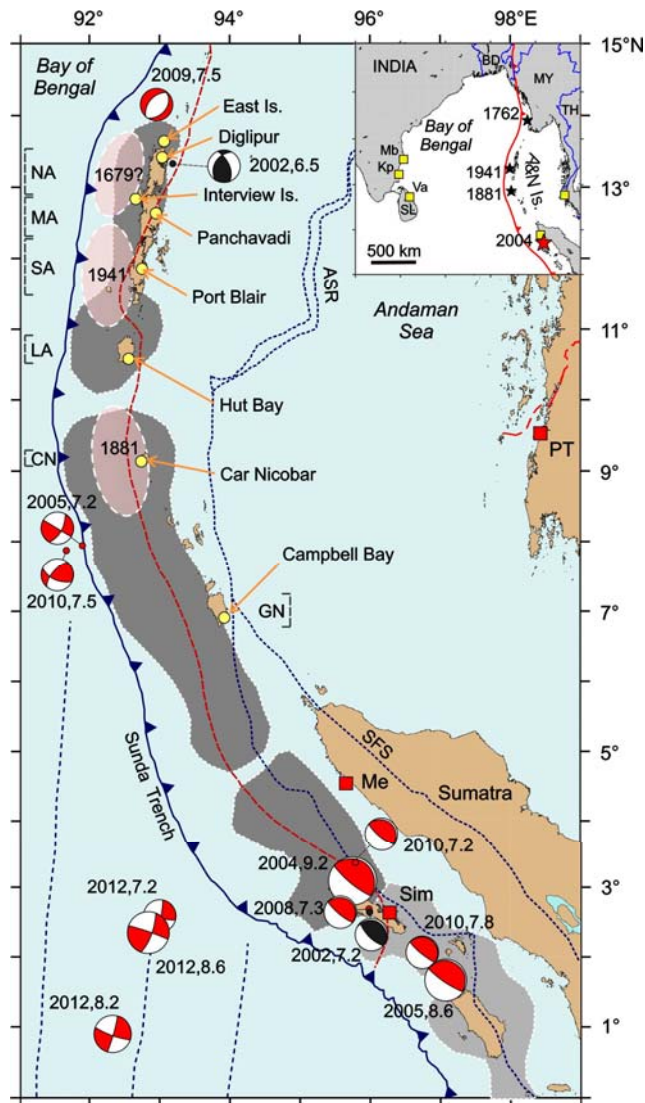 92°
94°
96°
98°E
15°N
13°
11°
9°
7°
5°
3°
1°
Bay of
Bengal
2009,7.5
East Is.
Diglipur
2002,6.5
1679?
Interview Is.
Panchavadi
1941
Port Blair
Hut Bay
1881
Car Nicobar
2005,7.2
2010,7.5
Campbell Bay
NA
MA
SA
LA
CN
GN
ASR
Andaman
Sea
PT
SFS
Sunda Trench
Me
Sumatra
2010,7.2
2004,9.2
Sim
2008,7.3
2010,7.8
2002,7.2
2005,8.6
2012,7.2
2012,8.6
2012,8.2
INDIA
BD
MY
TH
1762
Bay of
Bengal
Mb
Kp
Va
SL
1941
1881
A&N Is.
2004
500 km